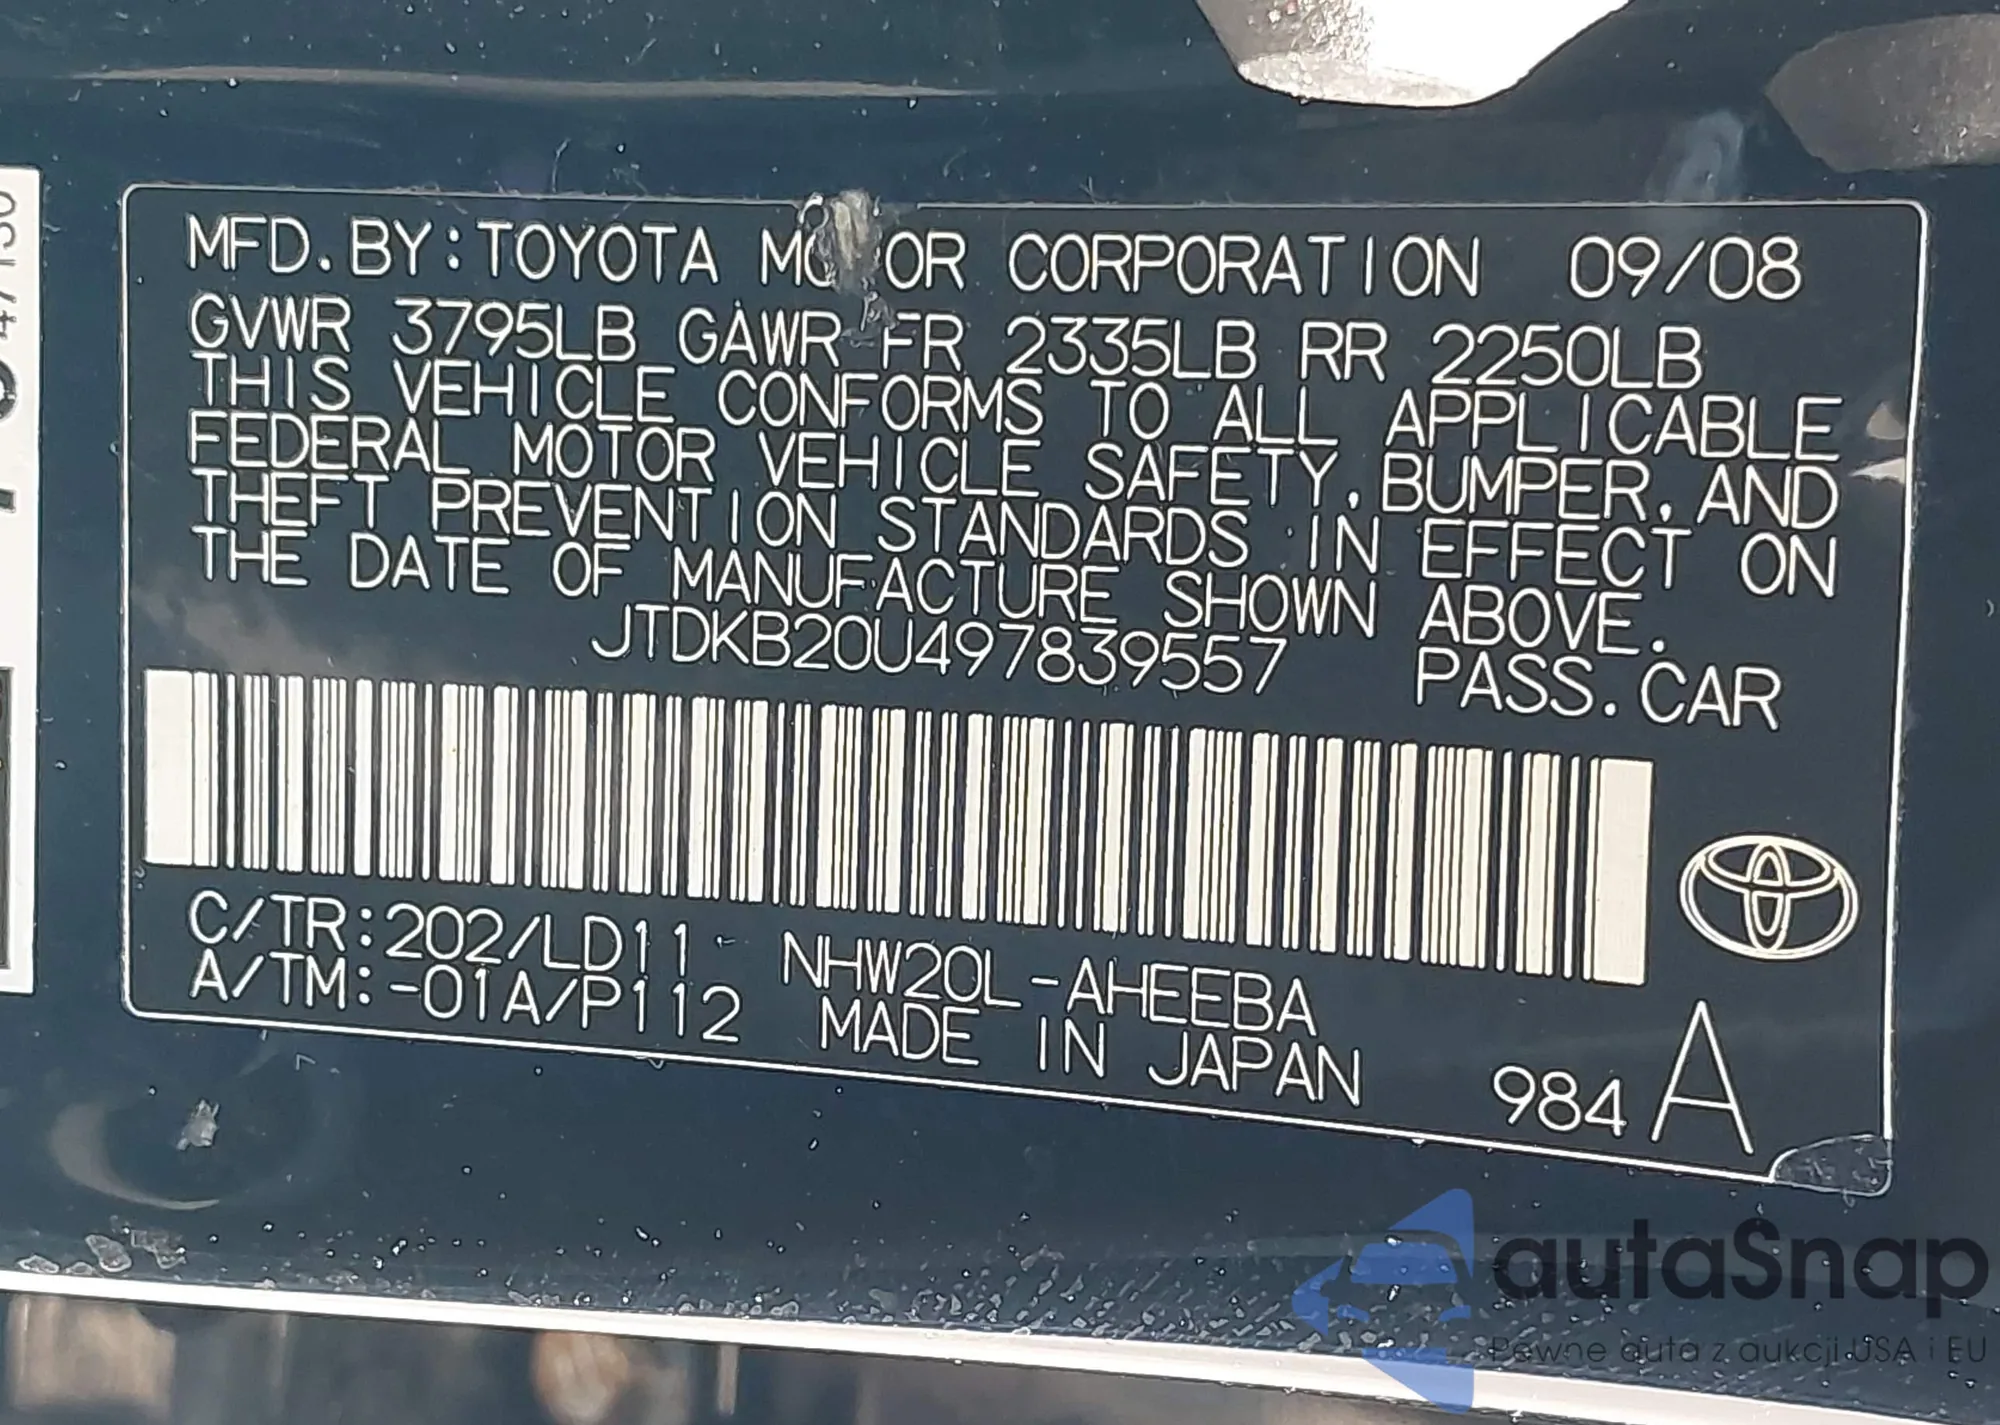 MFD.BY:TOYOTA MOTOR CORPORATION 09/08
GVWR 3795LB GAWR FR 2335LB RR 2250LB
THIS VEHICLE CONFORMS TO ALL APPLICABLE
FEDERAL MOTOR VEHICLE SAFETY,BUMPER,AND
THEFT PREVENTION STANDARDS IN EFFECT ON
THE DATE OF MANUFACTURE SHOWN ABOVE.
JTDKB20U497839557 PASS.CAR
C/TR:202/LD11 NHW20L-AHEEBA
A/TM:-01A/P112 MADE IN JAPAN
984 A
autaSnap
Pewne auta z aukcji USA i EU